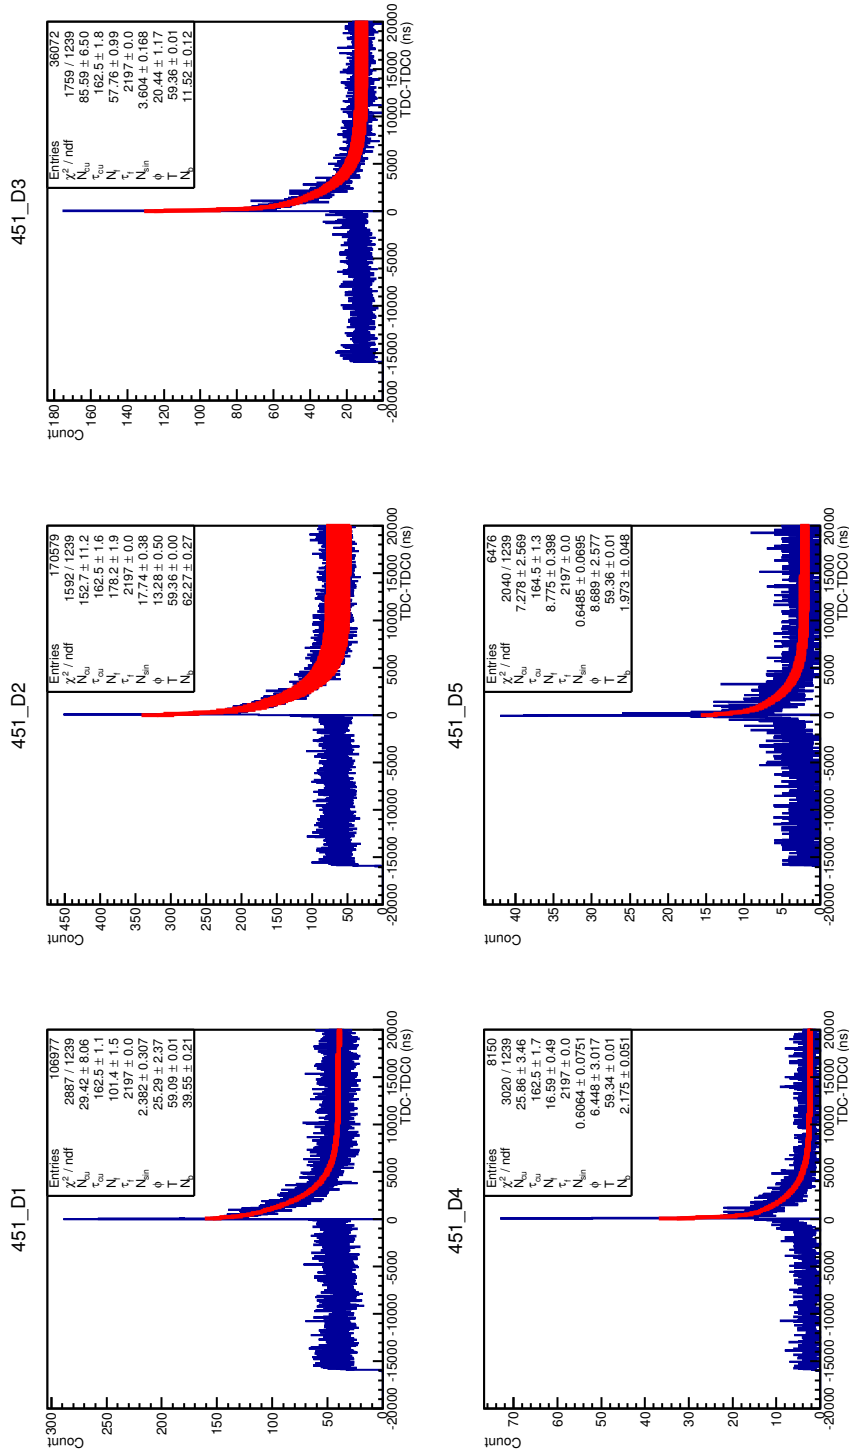 451_D1
Count
Entries 106977
χ² / ndf 2887 / 1239
N_cu 29.42 ± 8.06
τ_cu 162.5 ± 1.1
N_f 101.4 ± 1.5
τ_f 2197 ± 0.0
N_sin 2.382 ± 0.307
ϕ 25.29 ± 2.37
T 59.09 ± 0.01
N_b 39.55 ± 0.21
300
250
200
150
100
50
0
-20000 -15000 -10000 -5000 0 5000 10000 15000 20000
TDC-TDC0 (ns)
451_D2
Count
Entries 170579
χ² / ndf 1592 / 1239
N_cu 152.7 ± 11.2
τ_cu 162.5 ± 1.6
N_f 178.2 ± 1.9
τ_f 2197 ± 0.0
N_sin 17.74 ± 0.38
ϕ 13.28 ± 0.50
T 59.36 ± 0.00
N_b 62.27 ± 0.27
450
400
350
300
250
200
150
100
50
0
-20000 -15000 -10000 -5000 0 5000 10000 15000 20000
TDC-TDC0 (ns)
451_D3
Count
Entries 36072
χ² / ndf 1759 / 1239
N_cu 85.59 ± 6.50
τ_cu 162.5 ± 1.8
N_f 57.76 ± 0.99
τ_f 2197 ± 0.0
N_sin 3.604 ± 0.168
ϕ 20.44 ± 1.17
T 59.36 ± 0.01
N_b 11.52 ± 0.12
180
160
140
120
100
80
60
40
20
0
-20000 -15000 -10000 -5000 0 5000 10000 15000 20000
TDC-TDC0 (ns)
451_D4
Count
Entries 8150
χ² / ndf 3020 / 1239
N_cu 25.86 ± 3.46
τ_cu 162.5 ± 1.7
N_f 16.59 ± 0.49
τ_f 2197 ± 0.0
N_sin 0.6064 ± 0.0751
ϕ 6.448 ± 3.017
T 59.34 ± 0.01
N_b 2.175 ± 0.051
70
60
50
40
30
20
10
0
-20000 -15000 -10000 -5000 0 5000 10000 15000 20000
TDC-TDC0 (ns)
451_D5
Count
Entries 6476
χ² / ndf 2040 / 1239
N_cu 7.278 ± 2.569
τ_cu 164.5 ± 1.3
N_f 8.775 ± 0.398
τ_f 2197 ± 0.0
N_sin 0.6485 ± 0.0695
ϕ 8.689 ± 2.577
T 59.36 ± 0.01
N_b 1.973 ± 0.048
40
35
30
25
20
15
10
5
0
-20000 -15000 -10000 -5000 0 5000 10000 15000 20000
TDC-TDC0 (ns)